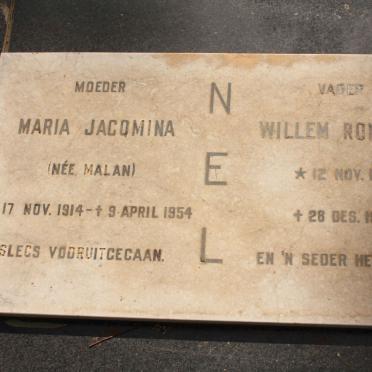 MOEDER
MARIA JACOMINA
(NÉE MALAN)
17 NOV. 1914-✝ 9 APRIL 1954
SLEGS VOORUITGEGAAN.
N
E
L
VADER
WILLEM
★ 12 NOV.
✝ 28 DES.
EN 'N SEDER